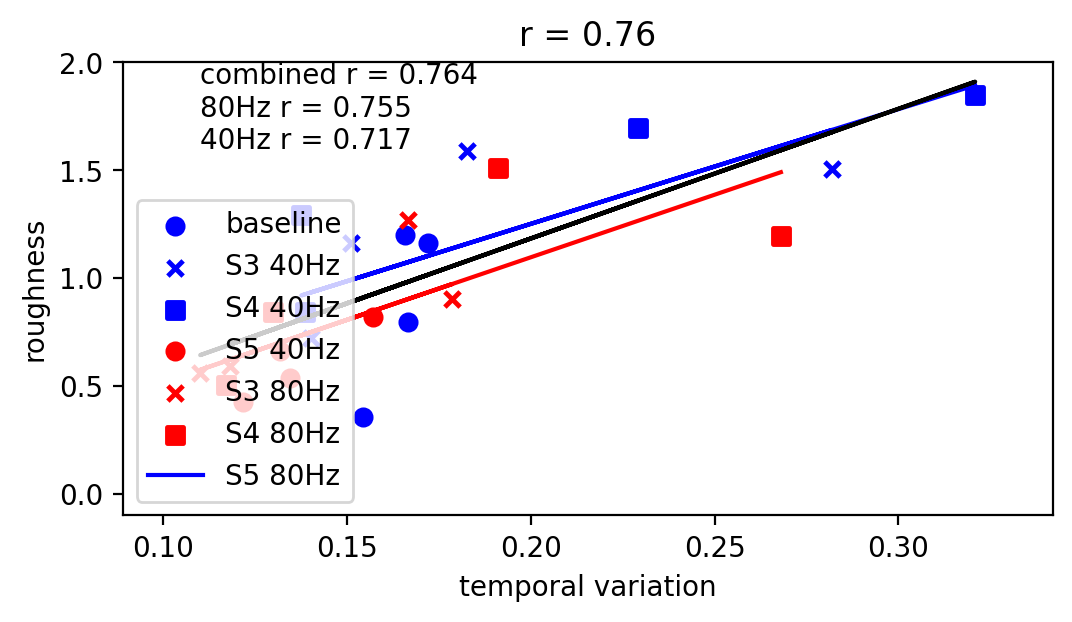 r = 0.76
combined r = 0.764
80Hz r = 0.755
40Hz r = 0.717
2.0
1.5
1.0
0.5
0.0
roughness
baseline
S3 40Hz
S4 40Hz
S5 40Hz
S3 80Hz
S4 80Hz
S5 80Hz
0.10 0.15 0.20 0.25 0.30
temporal variation